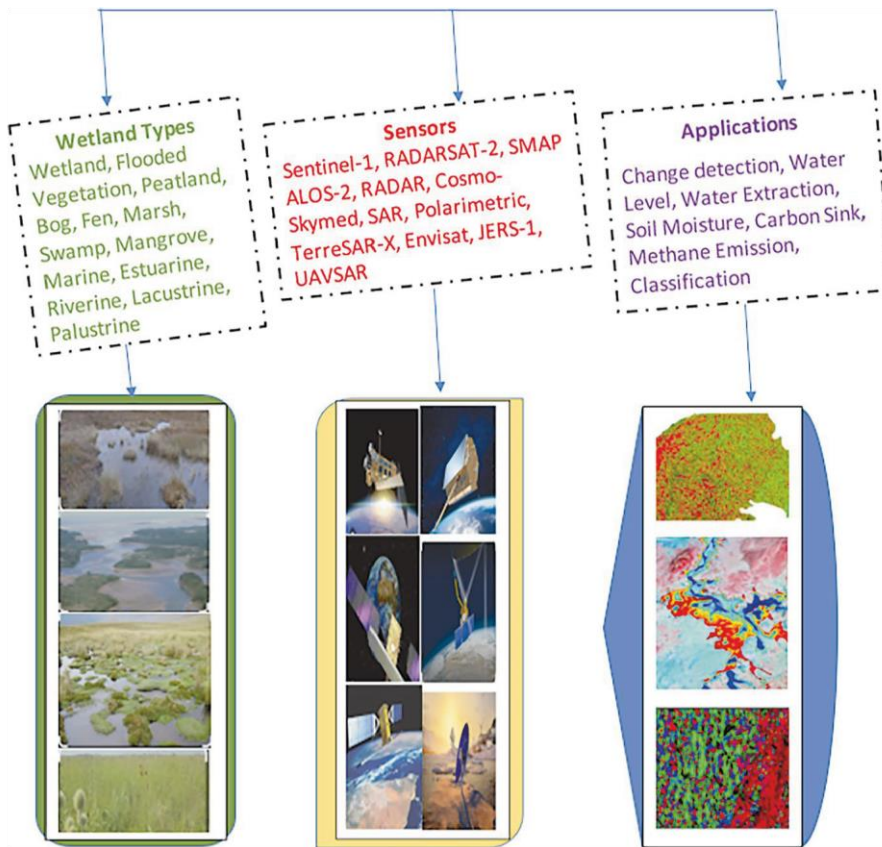 Wetland Types
Wetland, Flooded
Vegetation, Peatland,
Bog, Fen, Marsh,
Swamp, Mangrove,
Marine, Estuarine,
Riverine, Lacustrine,
Palustrine
Sensors
Sentinel-1, RADARSAT-2, SMAP
ALOS-2, RADAR, Cosmo-
Skymed, SAR, Polarimetric,
TerreSAR-X, Envisat, JERS-1,
UAVSAR
Applications
Change detection, Water
Level, Water Extraction,
Soil Moisture, Carbon Sink,
Methane Emission,
Classification